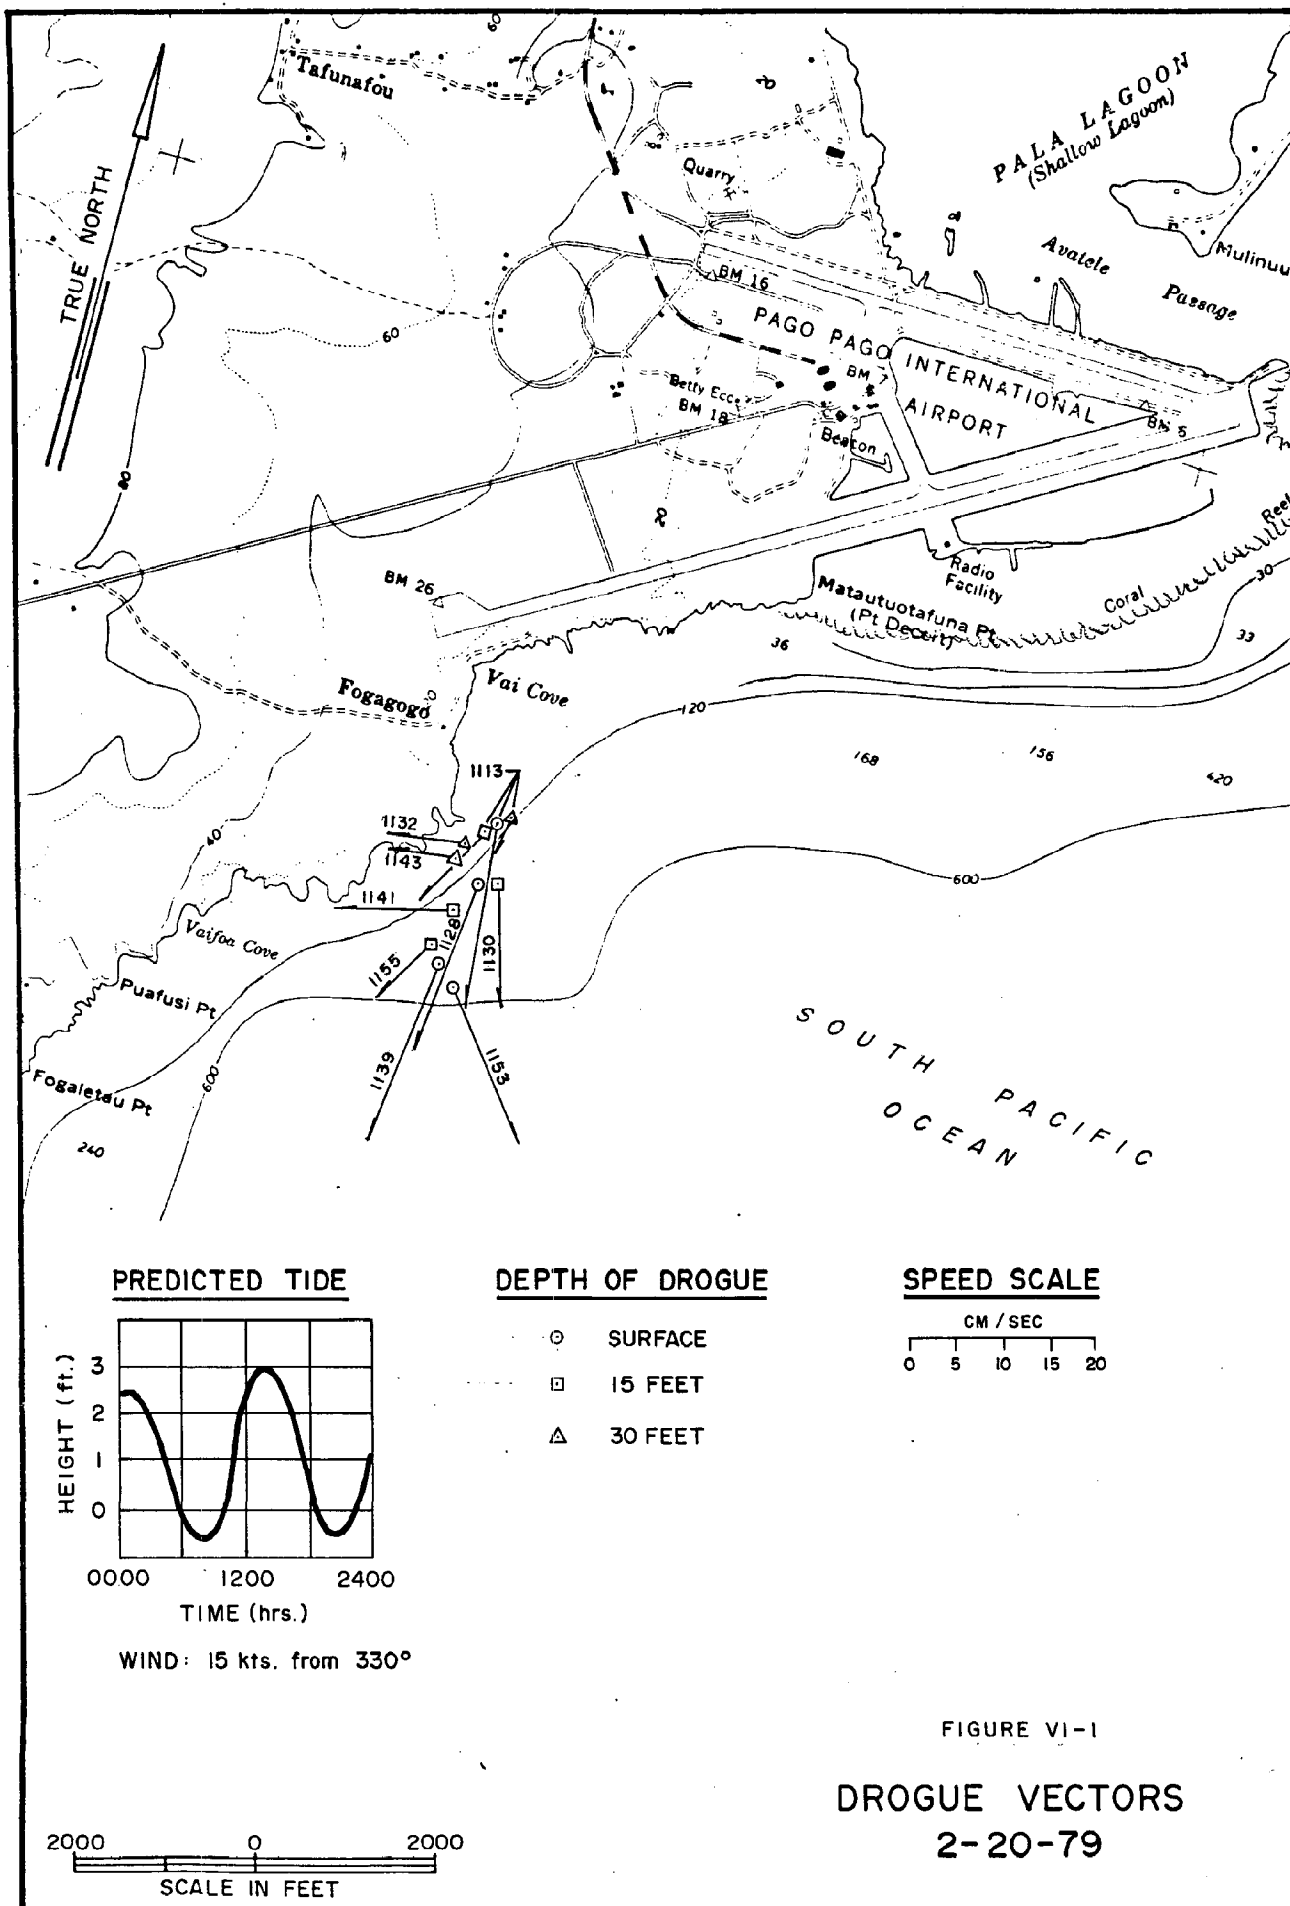 60
Tafunafou
PALA LAGOON
(Shallow Lagoon)
TRUE NORTH
Quarry
Avatele
Passage
Mulinuu
BM 16
PAGO PAGO INTERNATIONAL
AIRPORT
60
BM 7
Betty Ecc.
BM 18
Beacon
BM 6
80
Reef
BM 26
Radio
Facility
Matautuotafuna Pt
(Pt Deceit)
Coral
30
36
33
Vai Cove
Fogagogo
120
168
156
420
1113
1132
1143
40
600
1141
1128
1130
Vaifoa Cove
1155
Puafusi Pt
SOUTH PACIFIC
OCEAN
1139
1153
600
Fogaletau Pt
240
PREDICTED TIDE
HEIGHT (ft.)
3
2
1
0
0000 1200 2400
TIME (hrs.)
WIND: 15 kts. from 330°
DEPTH OF DROGUE
SURFACE
15 FEET
30 FEET
SPEED SCALE
CM / SEC
0 5 10 15 20
FIGURE VI-1
DROGUE VECTORS
2-20-79
2000 0 2000
SCALE IN FEET